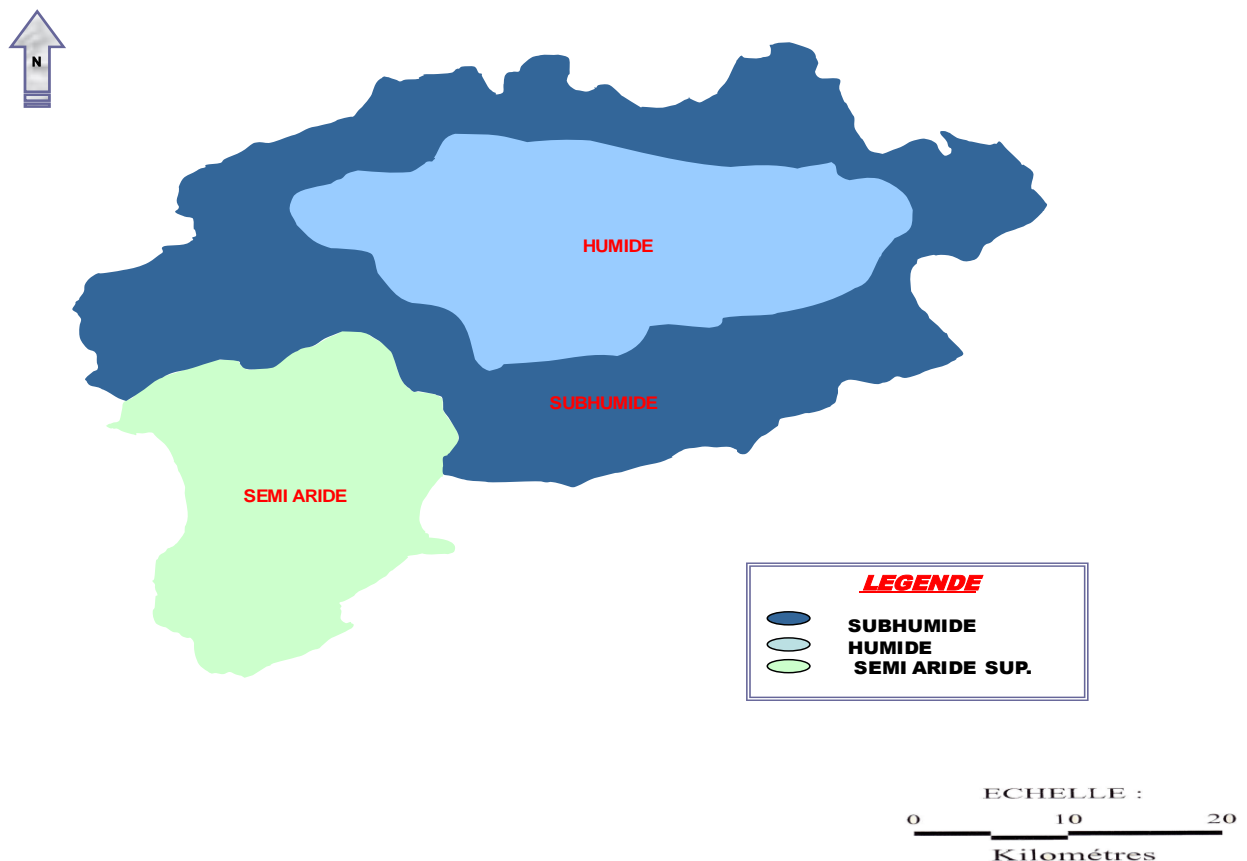 N
HUMIDE
SUBHUMIDE
SEMI ARIDE
LEGENDE
SUBHUMIDE
HUMIDE
SEMI ARIDE SUP.
ECHELLE :
0 10 20
Kilométres